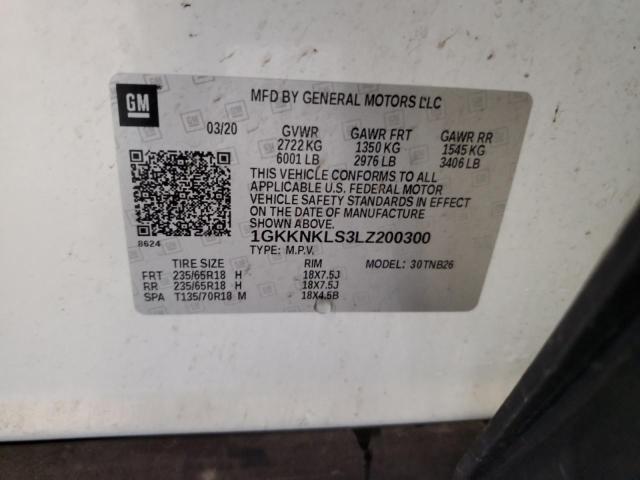 GM
MFD BY GENERAL MOTORS LLC
03/20 GVWR GAWR FRT GAWR RR
2722 KG 1350 KG 1545 KG
6001 LB 2976 LB 3406 LB
THIS VEHICLE CONFORMS TO ALL
APPLICABLE U.S. FEDERAL MOTOR
VEHICLE SAFETY STANDARDS IN EFFECT
ON THE DATE OF MANUFACTURE
SHOWN ABOVE.
8624
1GKKNKLS3LZ200300
TYPE: M.P.V. MODEL: 30TNB26
TIRE SIZE RIM
FRT 235/65R18 H 18X7.5J
RR 235/65R18 H 18X7.5J
SPA T135/70R18 M 18X4.5B